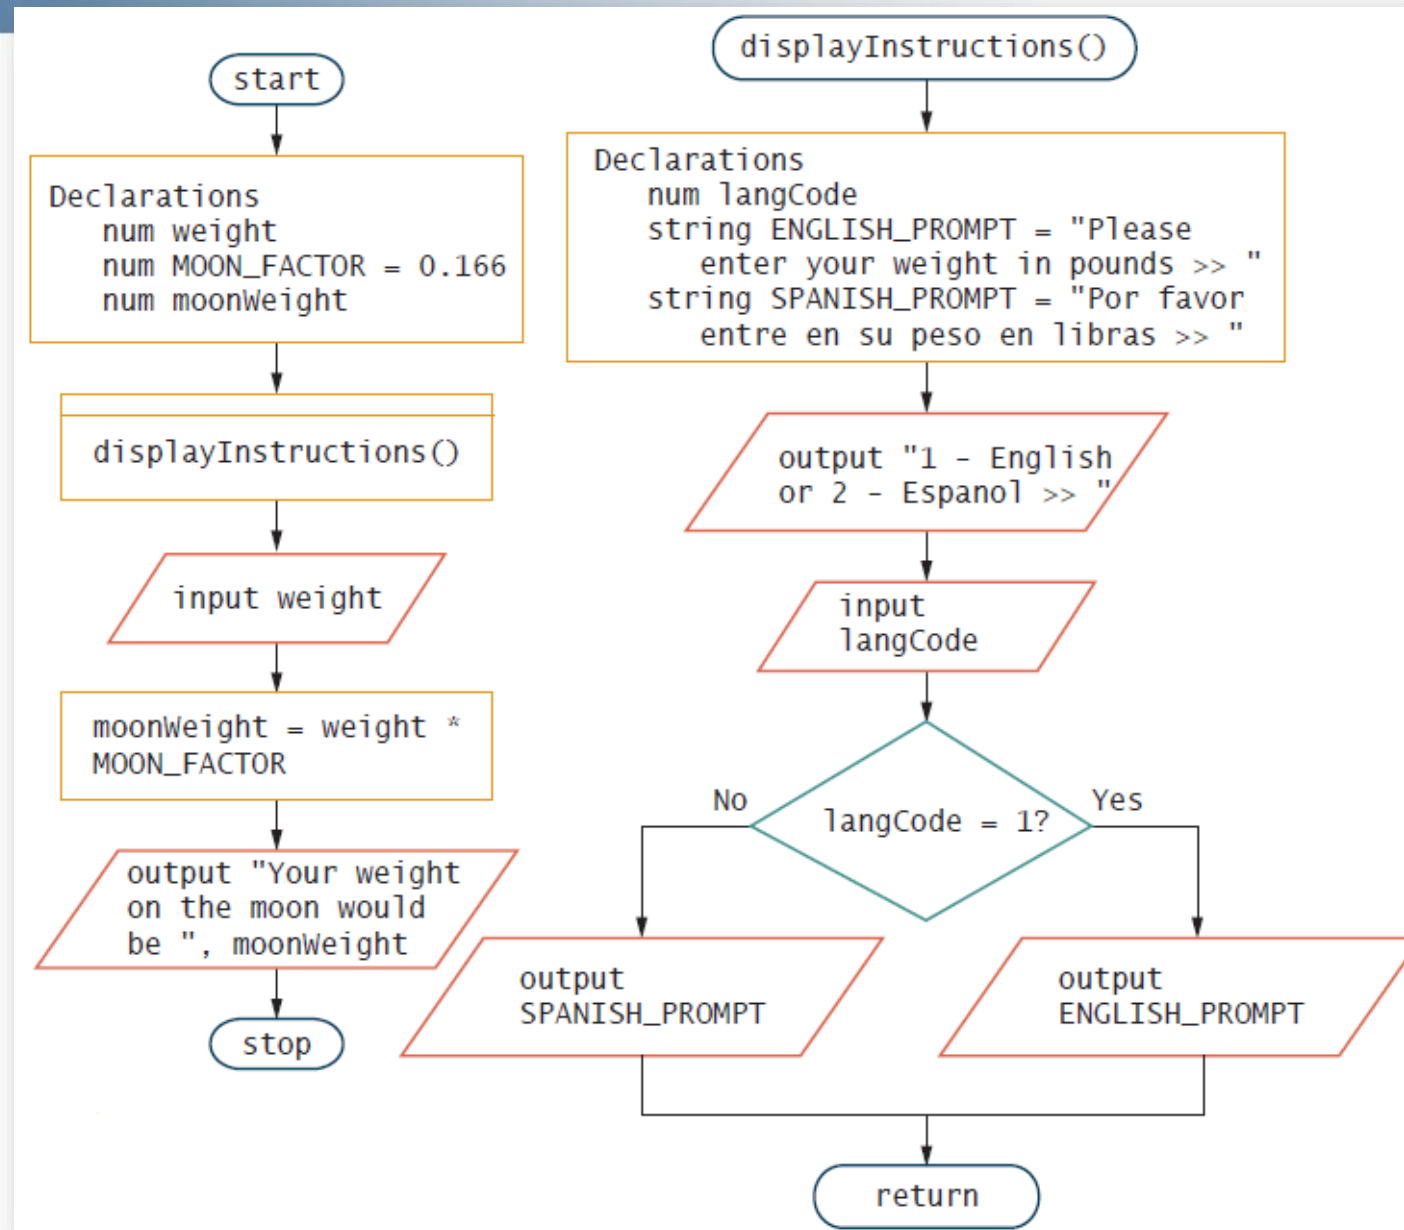 start
Declarations
num weight
num MOON_FACTOR = 0.166
num moonWeight
displayInstructions()
input weight
moonWeight = weight *
MOON_FACTOR
output "Your weight
on the moon would
be ", moonWeight
stop
displayInstructions()
Declarations
num langCode
string ENGLISH_PROMPT = "Please
enter your weight in pounds >> "
string SPANISH_PROMPT = "Por favor
entre en su peso en libras >> "
output "1 - English
or 2 - Espanol >> "
input
langCode
langCode = 1?
No
Yes
output
SPANISH_PROMPT
output
ENGLISH_PROMPT
return